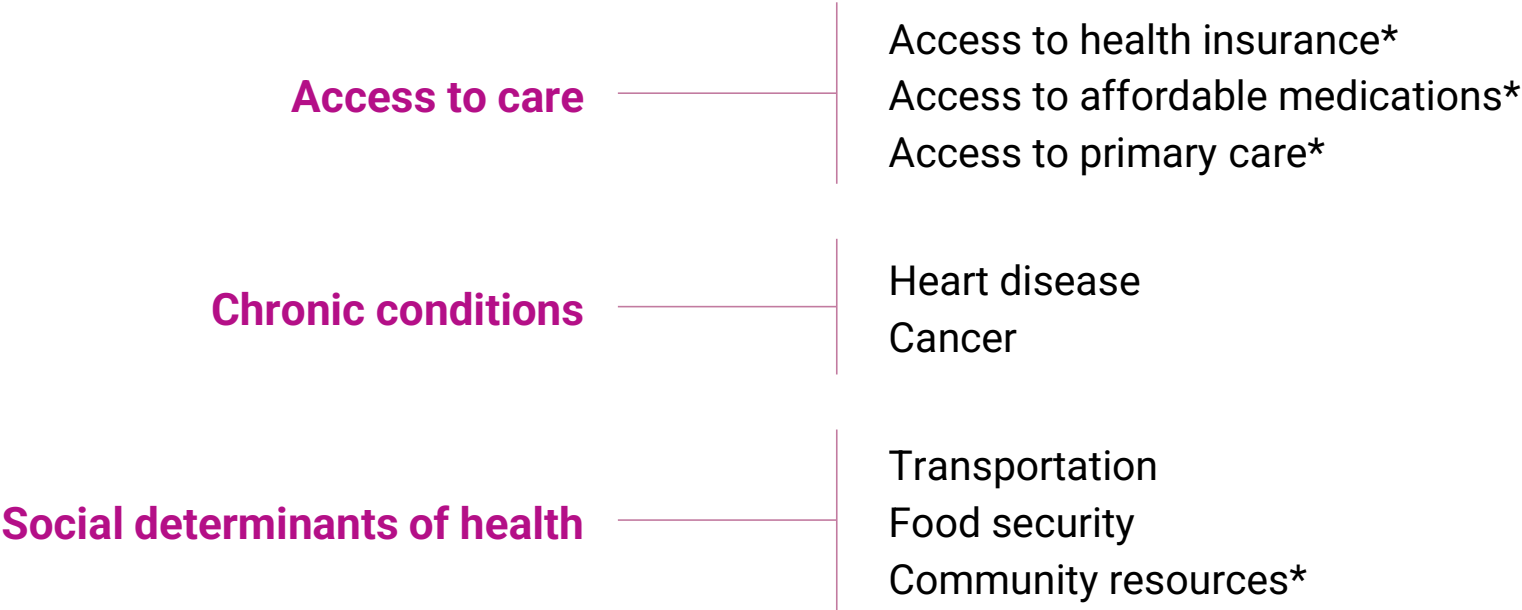 Access to care
Access to health insurance*
Access to affordable medications*
Access to primary care*
Chronic conditions
Heart disease
Cancer
Social determinants of health
Transportation
Food security
Community resources*